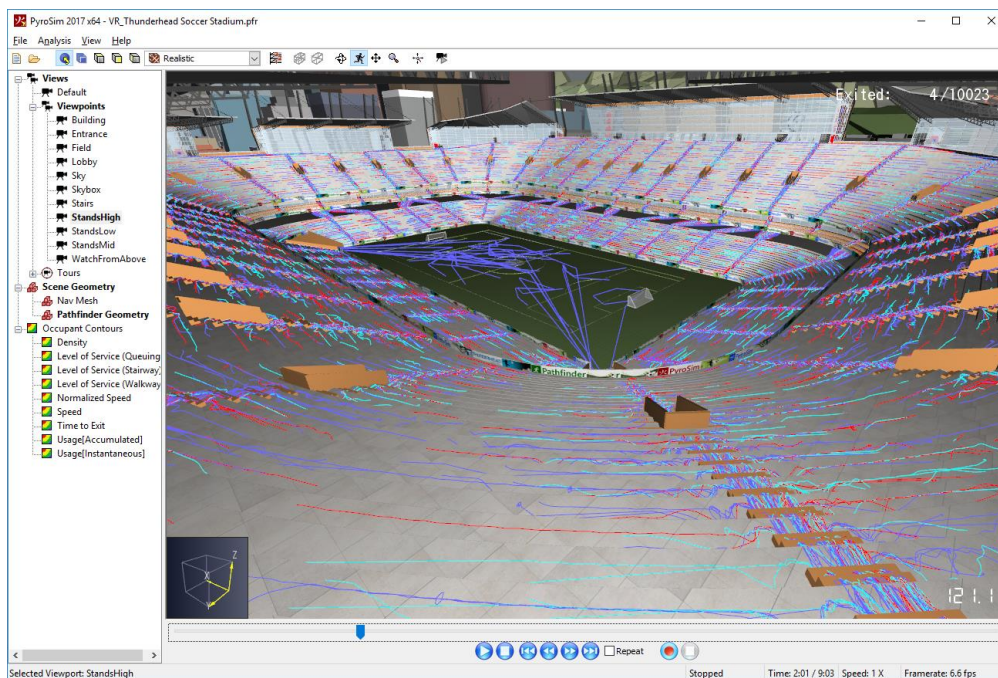 PyroSim 2017 x64 - VR_Thunderhead Soccer Stadium.pfr
File Analysis View Help
Realistic
Views
Default
Viewpoints
Building
Entrance
Field
Lobby
Sky
Skybox
Stairs
StandsHigh
StandsLow
StandsMid
WatchFromAbove
Tours
Scene Geometry
Nav Mesh
Pathfinder Geometry
Occupant Contours
Density
Level of Service (Queuing
Level of Service (Stairway)
Level of Service (Walkway
Normalized Speed
Speed
Time to Exit
Usage[Accumulated]
Usage[Instantaneous]
Exited: 4/10023
Pathfinder
PyroSim
Z
X
Y
121.1
Repeat
Selected Viewport: StandsHigh
Stopped
Time: 2:01 / 9:03
Speed: 1 X
Framerate: 6.6 fps